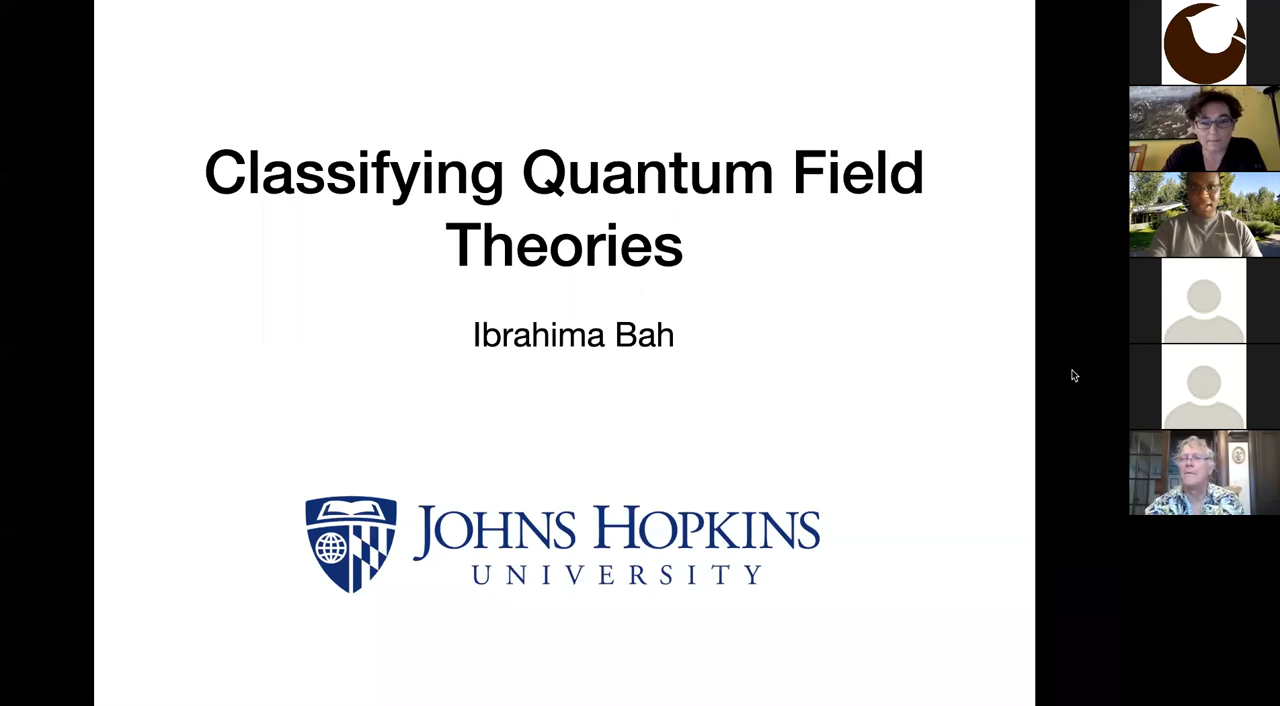 Classifying Quantum Field
Theories
Ibrahima Bah
JOHNS HOPKINS
UNIVERSITY